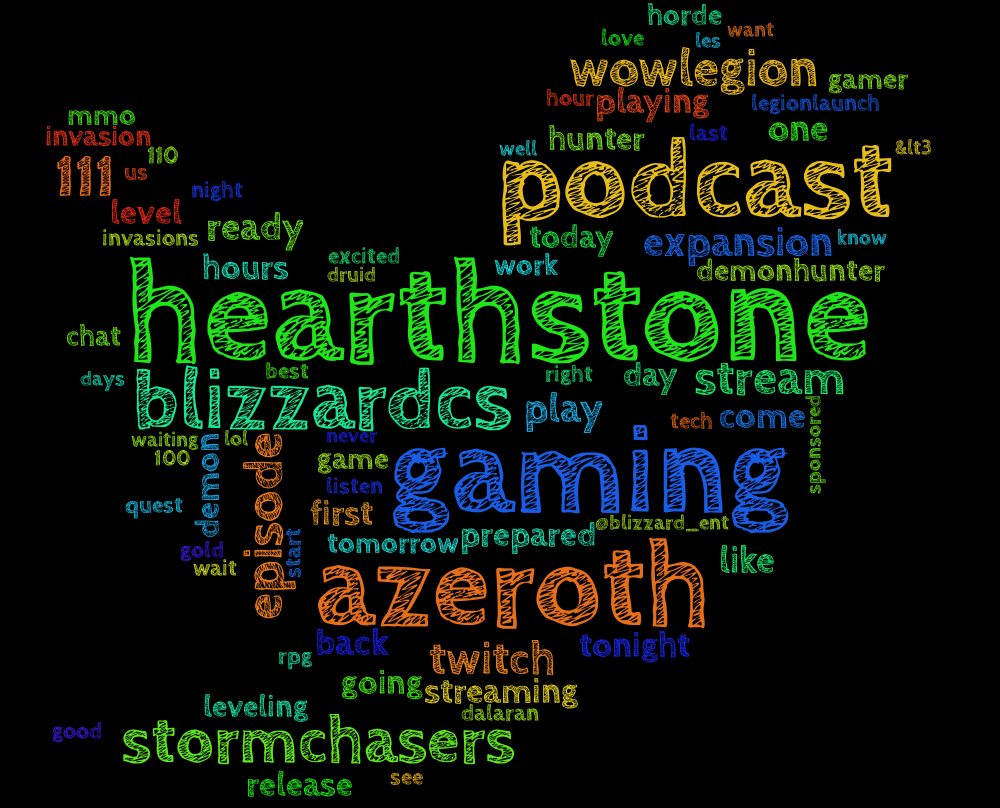 horde
love
les
want
wowlegion
gamer
hour
playing
legionlaunch
mmo
invasion
one
last
hunter
well
&lt3
110
111
us
podcast
night
level
ready
invasions
today
expansion
know
excited
work
hours
druid
demonhunter
hearthstone
chat
best
right
day
stream
days
blizzardcs
play
tech
come
sponsored
waiting
lol
never
100
demon
episode
game
gaming
listen
quest
first
@blizzard_ent
start
gold
tomorrow
prepared
wait
like
azeroth
back
tonight
rpg
twitch
going
streaming
leveling
dalaran
good
stormchasers
see
release